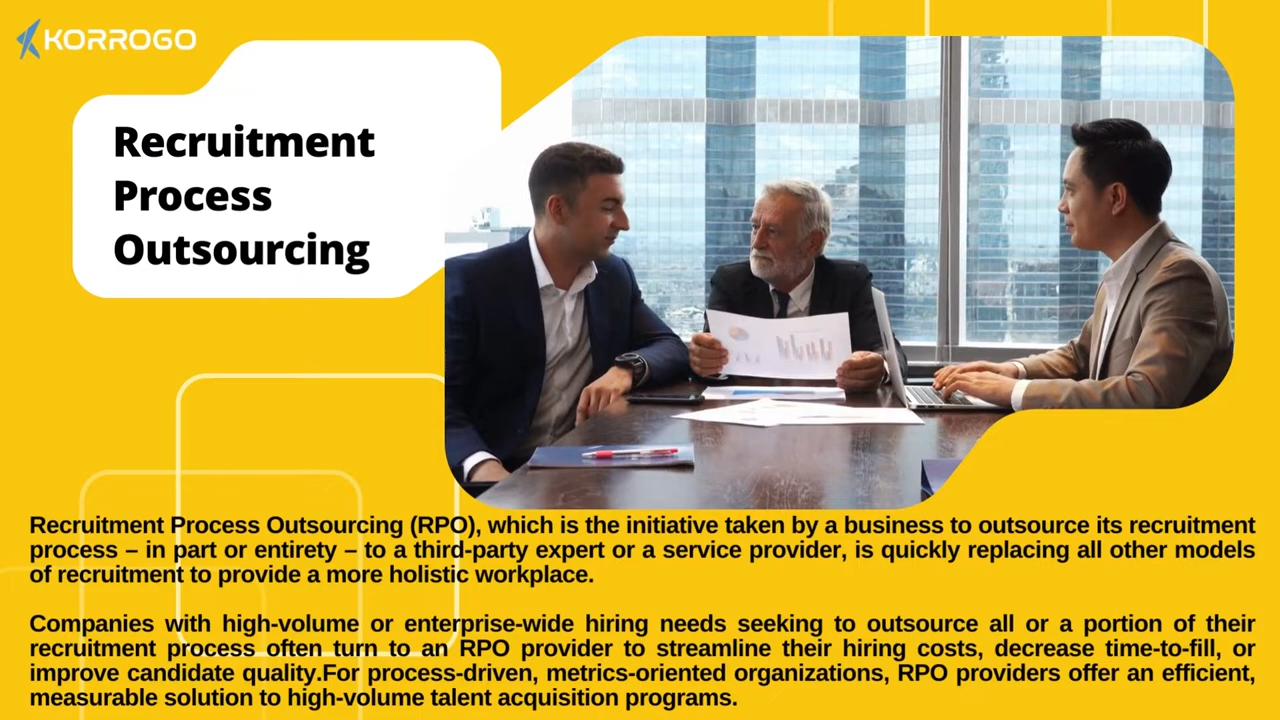 KORROGO
Recruitment
Process
Outsourcing
Recruitment Process Outsourcing (RPO), which is the initiative taken by a business to outsource its recruitment
process – in part or entirety – to a third-party expert or a service provider, is quickly replacing all other models
of recruitment to provide a more holistic workplace.
Companies with high-volume or enterprise-wide hiring needs seeking to outsource all or a portion of their
recruitment process often turn to an RPO provider to streamline their hiring costs, decrease time-to-fill, or
improve candidate quality.For process-driven, metrics-oriented organizations, RPO providers offer an efficient,
measurable solution to high-volume talent acquisition programs.